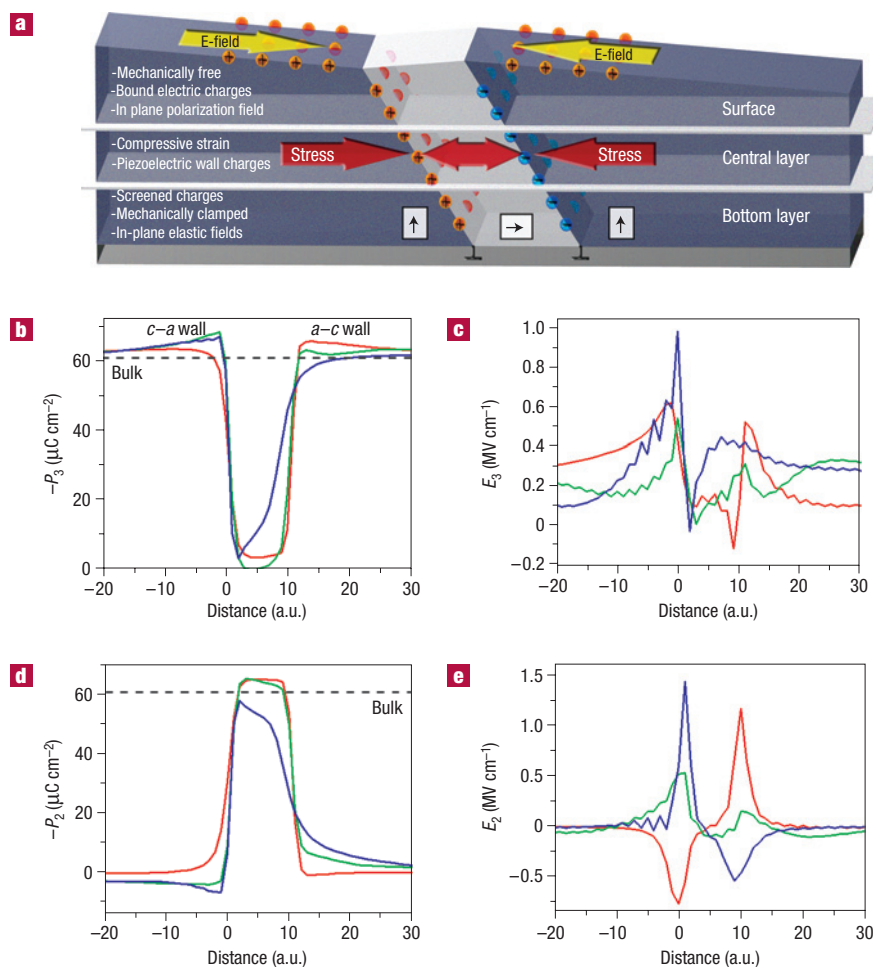 a
E-field
E-field
-Mechanically free
-Bound electric charges
-In plane polarization field
Surface
-Compressive strain
-Piezoelectric wall charges
Stress
Stress
Central layer
-Screened charges
-Mechanically clamped
-In-plane elastic fields
Bottom layer
b
c–a wall
a–c wall
Bulk
60
40
20
0
–20
–10
0
10
20
30
–P3 (μC cm–2)
Distance (a.u.)
c
1.0
0.8
0.6
0.4
0.2
0
–0.2
–20
–10
0
10
20
30
E3 (MV cm–1)
Distance (a.u.)
d
Bulk
60
40
20
0
–20
–10
0
10
20
30
–P2 (μC cm–2)
Distance (a.u.)
e
1.5
1.0
0.5
0
–0.5
–20
–10
0
10
20
30
E2 (MV cm–1)
Distance (a.u.)